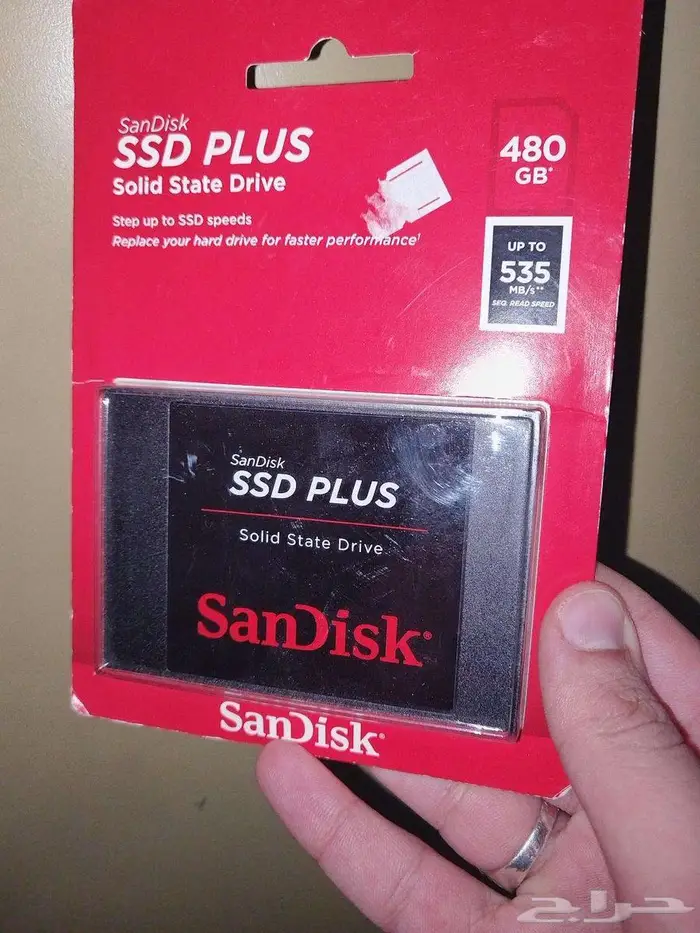 SanDisk
SSD PLUS
Solid State Drive
Step up to SSD speeds
Replace your hard drive for faster performance¹
480
GB*
UP TO
535
MB/s**
SEQ. READ SPEED
SanDisk
SSD PLUS
Solid State Drive
SanDisk®
SanDisk®
حراج